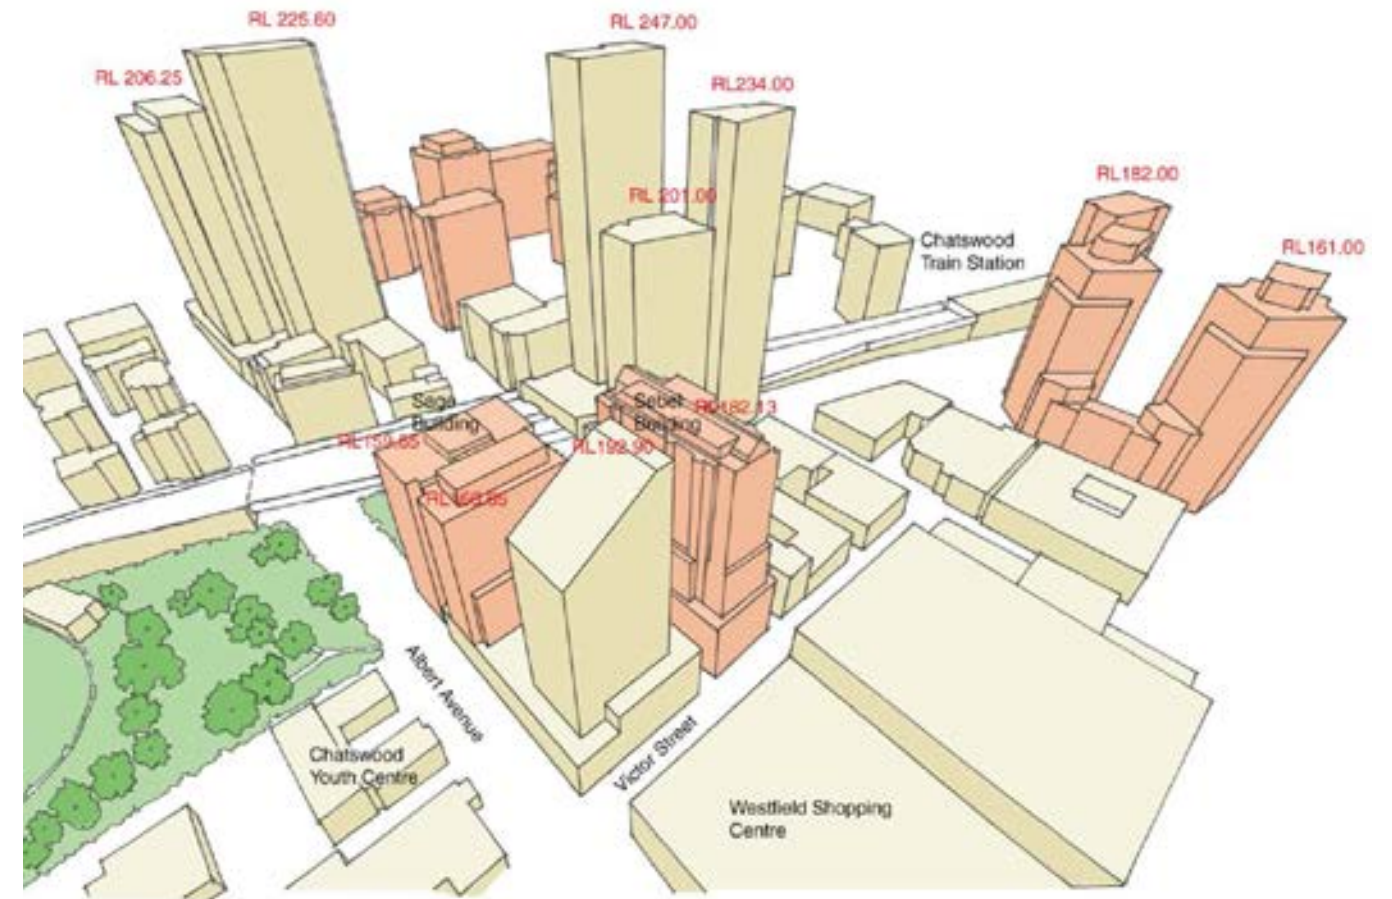 RL 225.60
RL 247.00
RL 206.25
RL234.00
RL182.00
RL 201.00
Chatswood
Train Station
RL161.00
Sage
Building
Sebel
Building
RL182.13
RL159.65
RL192.90
Albert Avenue
Victor Street
Chatswood
Youth Centre
Westfield Shopping
Centre